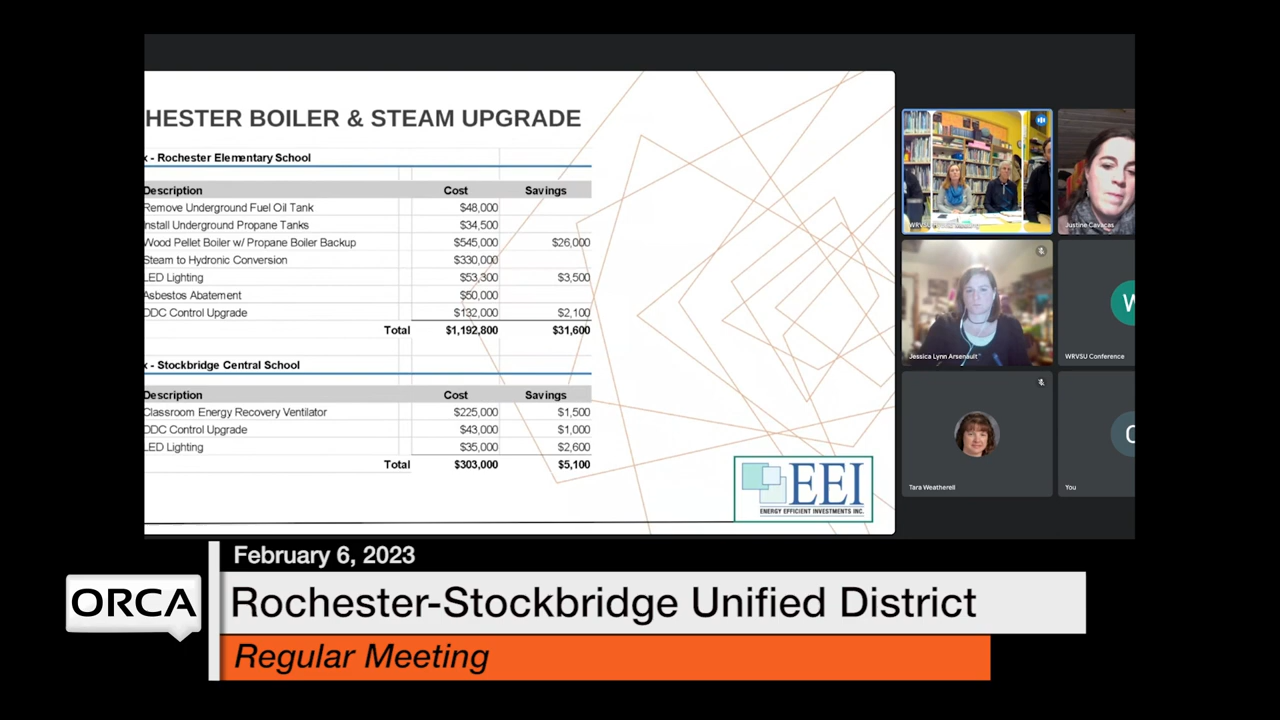 HESTER BOILER & STEAM UPGRADE
x - Rochester Elementary School
Description Cost Savings
Remove Underground Fuel Oil Tank $48,000
Install Underground Propane Tanks $34,500
Wood Pellet Boiler w/ Propane Boiler Backup $545,000 $26,000
Steam to Hydronic Conversion $330,000
LED Lighting $53,300 $3,500
Asbestos Abatement $50,000
DDC Control Upgrade $132,000 $2,100
Total $1,192,800 $31,600
x - Stockbridge Central School
Description Cost Savings
Classroom Energy Recovery Ventilator $225,000 $1,500
DDC Control Upgrade $43,000 $1,000
LED Lighting $35,000 $2,600
Total $303,000 $5,100
EEI
ENERGY EFFICIENT INVESTMENTS INC.
Justine Cavacas
Jessica Lynn Arsenault
W
WRVSU Conference
Tara Weatherell
You
February 6, 2023
ORCA
Rochester-Stockbridge Unified District
Regular Meeting